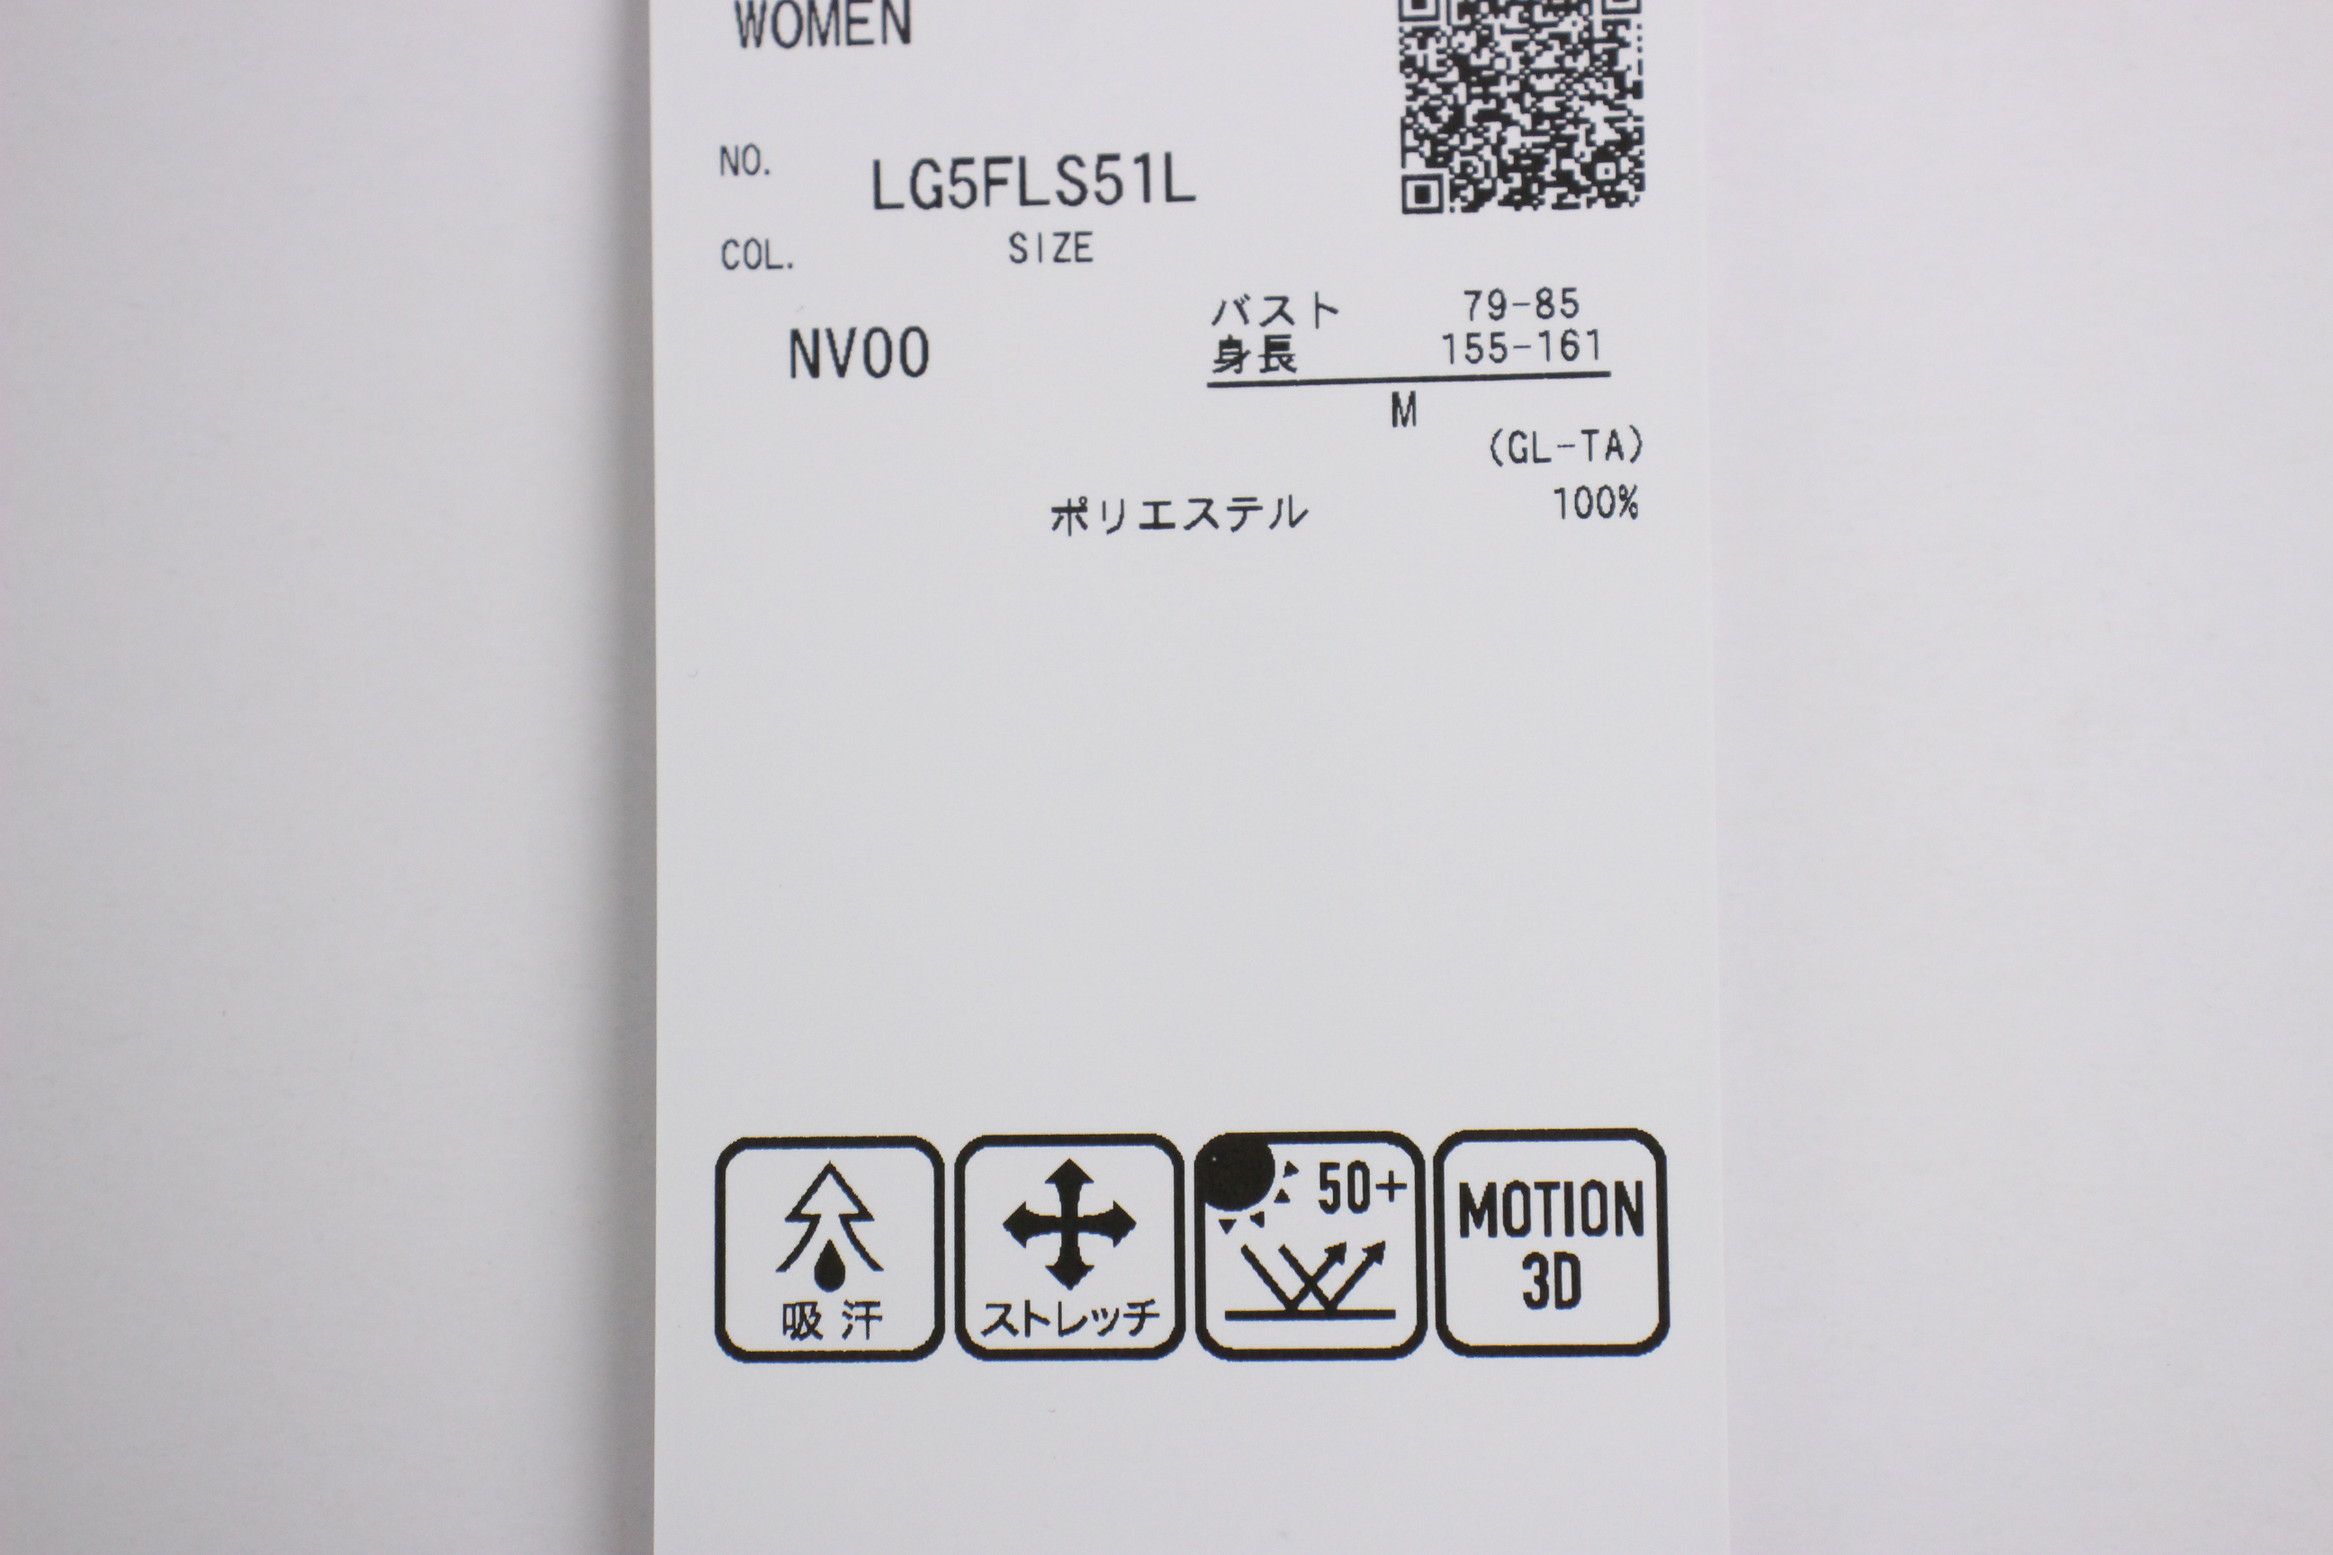 WOMEN
NO.
LG5FLS51L
COL.
SIZE
バスト 79-85
NV00
身長 155-161
M
(GL-TA)
ポリエステル 100%
吸汗
ストレッチ
50+
MOTION
3D